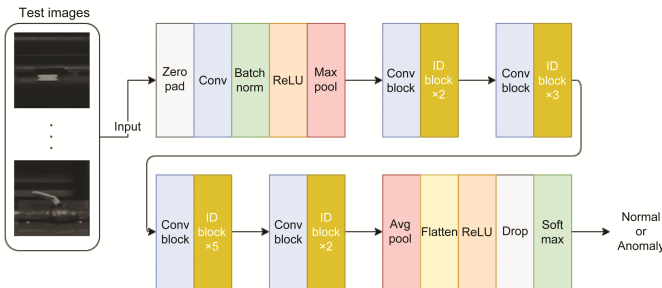 Test images
Input
Zero
pad
Conv
Batch
norm
ReLU
Max
pool
Conv
block
ID
block
×2
Conv
block
ID
block
×3
Conv
block
ID
block
×5
Conv
block
ID
block
×2
Avg
pool
Flatten
ReLU
Drop
Soft
max
Normal
or
Anomaly